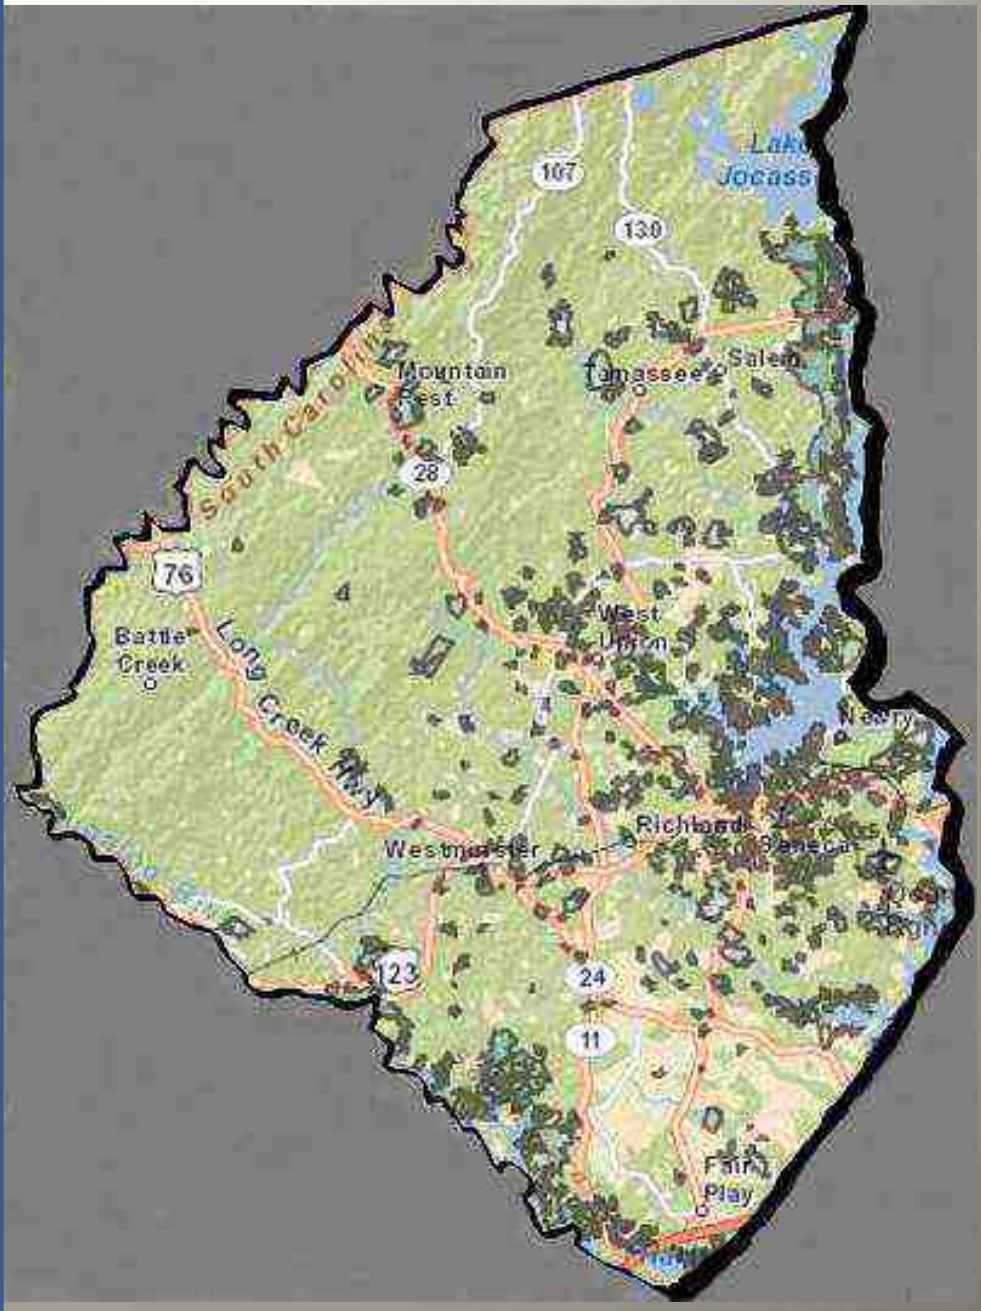 Lake
Jocass
107
130
Salem
Tamassee
Mountain
Rest
South Carolina
28
76
West
Union
Battle
Creek
Long Creek Hwy
Newry
Richland
Seneca
Westminster
123
24
11
Fair
Play